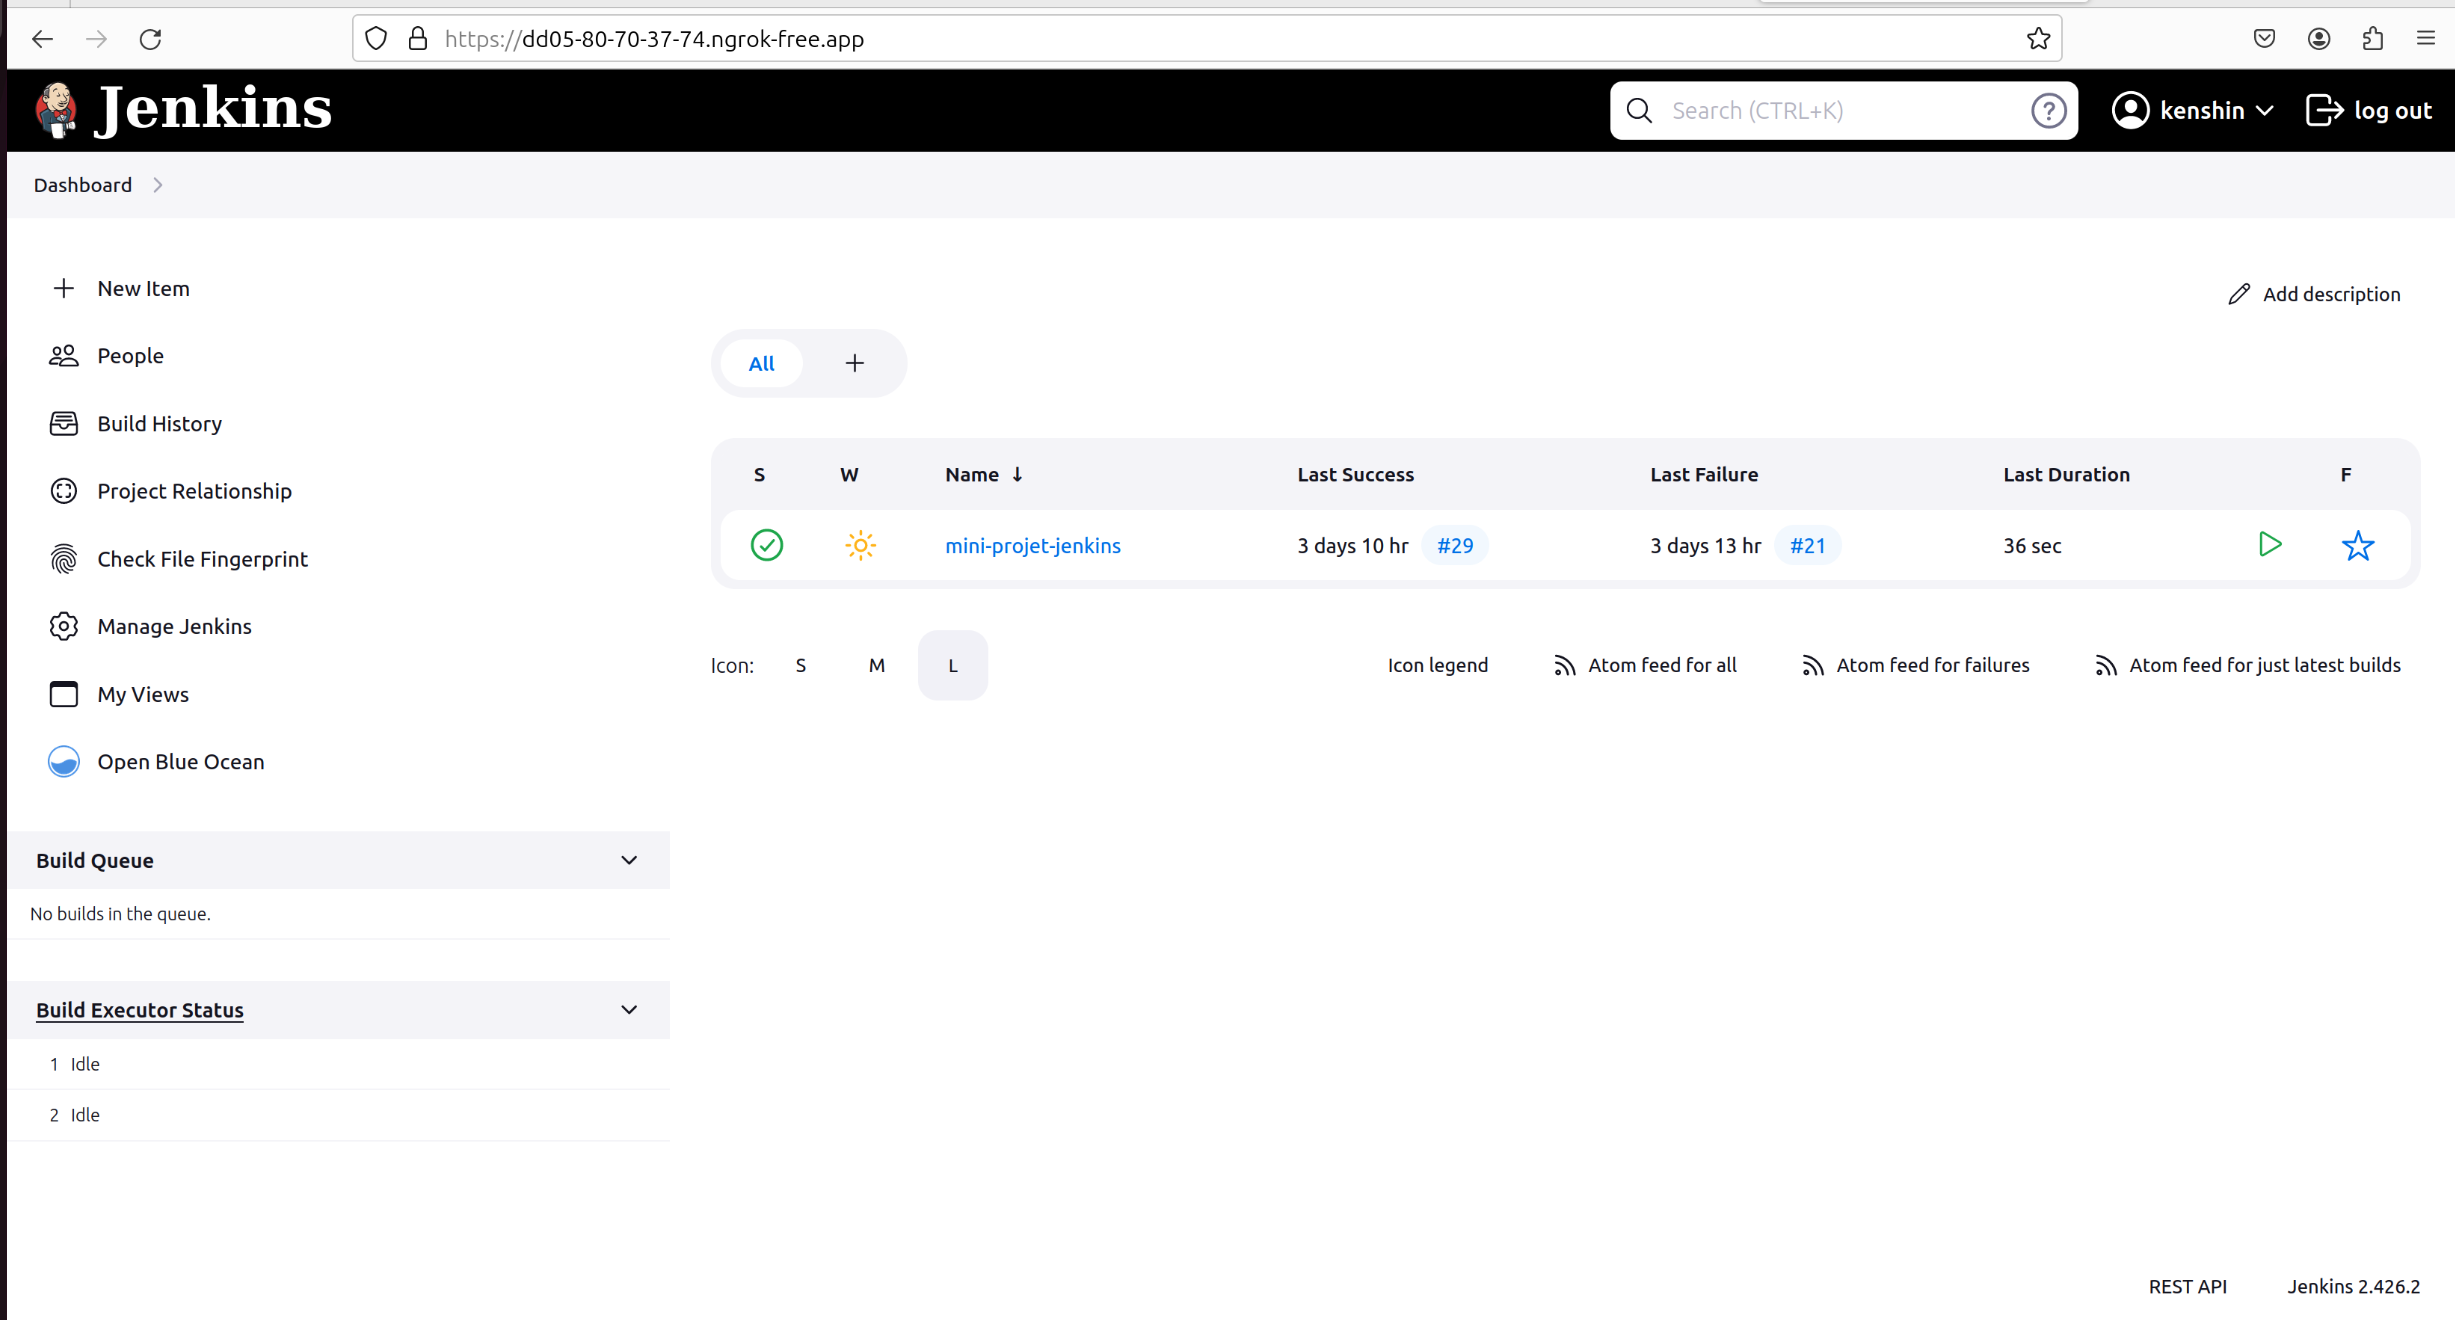 https://dd05-80-70-37-74.ngrok-free.app
Jenkins
Search (CTRL+K)
?
kenshin
log out
Dashboard
New Item
People
Build History
Project Relationship
Check File Fingerprint
Manage Jenkins
My Views
Open Blue Ocean
Build Queue
No builds in the queue.
Build Executor Status
1 Idle
2 Idle
Add description
All +
S W Name ↓ Last Success Last Failure Last Duration F
mini-projet-jenkins 3 days 10 hr #29 3 days 13 hr #21 36 sec
Icon: S M L
Icon legend Atom feed for all Atom feed for failures Atom feed for just latest builds
REST API Jenkins 2.426.2